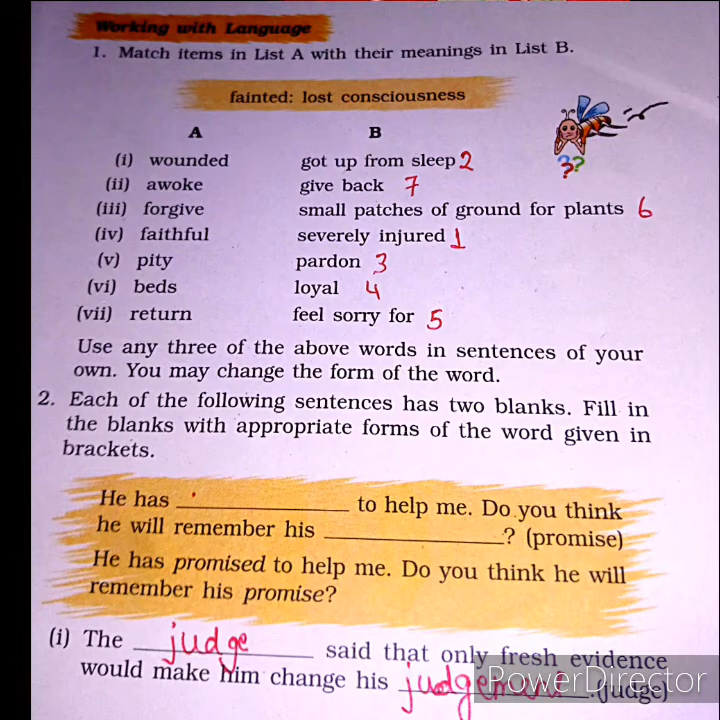 Working with Language
1. Match items in List A with their meanings in List B.
fainted: lost consciousness
A B
(i) wounded got up from sleep 2
(ii) awoke give back 7
(iii) forgive small patches of ground for plants 6
(iv) faithful severely injured 1
(v) pity pardon 3
(vi) beds loyal 4
(vii) return feel sorry for 5
??
Use any three of the above words in sentences of your
own. You may change the form of the word.
2. Each of the following sentences has two blanks. Fill in
the blanks with appropriate forms of the word given in
brackets.
He has ____________ to help me. Do you think
he will remember his ____________? (promise)
He has promised to help me. Do you think he will
remember his promise?
(i) The judge said that only fresh evidence
would make him change his judgement. (judge)
PowerDirector